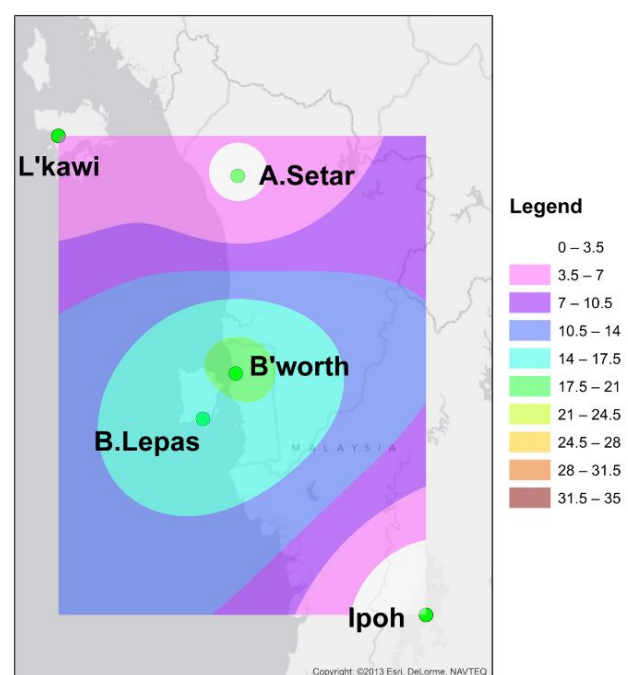 L'kawi
A.Setar
B'worth
B.Lepas
MALAYSIA
Ipoh
Copyright: ©2013 Esri, DeLorme, NAVTEQ
Legend
0 – 3.5
3.5 – 7
7 – 10.5
10.5 – 14
14 – 17.5
17.5 – 21
21 – 24.5
24.5 – 28
28 – 31.5
31.5 – 35